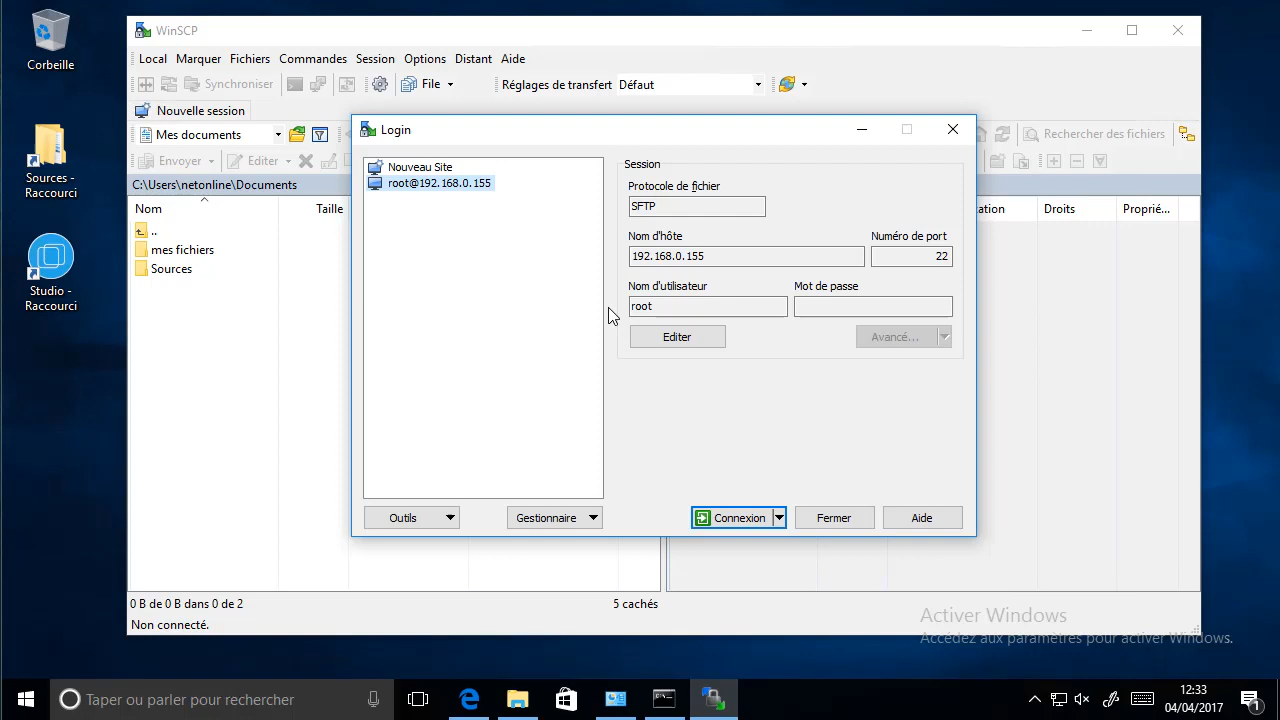 Corbeille
Sources - Raccourci
Studio - Raccourci
WinSCP
Local Marquer Fichiers Commandes Session Options Distant Aide
Synchroniser File Réglages de transfert Défaut
Nouvelle session
Mes documents Rechercher des fichiers
Envoyer Editer
C:\Users\netonline\Documents
Nom Taille Droits Proprié...
..
mes fichiers
Sources
Login
Nouveau Site
root@192.168.0.155
Session
Protocole de fichier
SFTP
Nom d'hôte Numéro de port
192.168.0.155 22
Nom d'utilisateur Mot de passe
root
Editer Avancé...
Outils Gestionnaire Connexion Fermer Aide
0 B de 0 B dans 0 de 2 5 cachés
Non connecté.
Activer Windows
Accédez aux paramètres pour activer Windows.
Taper ou parler pour rechercher
12:33
04/04/2017
1